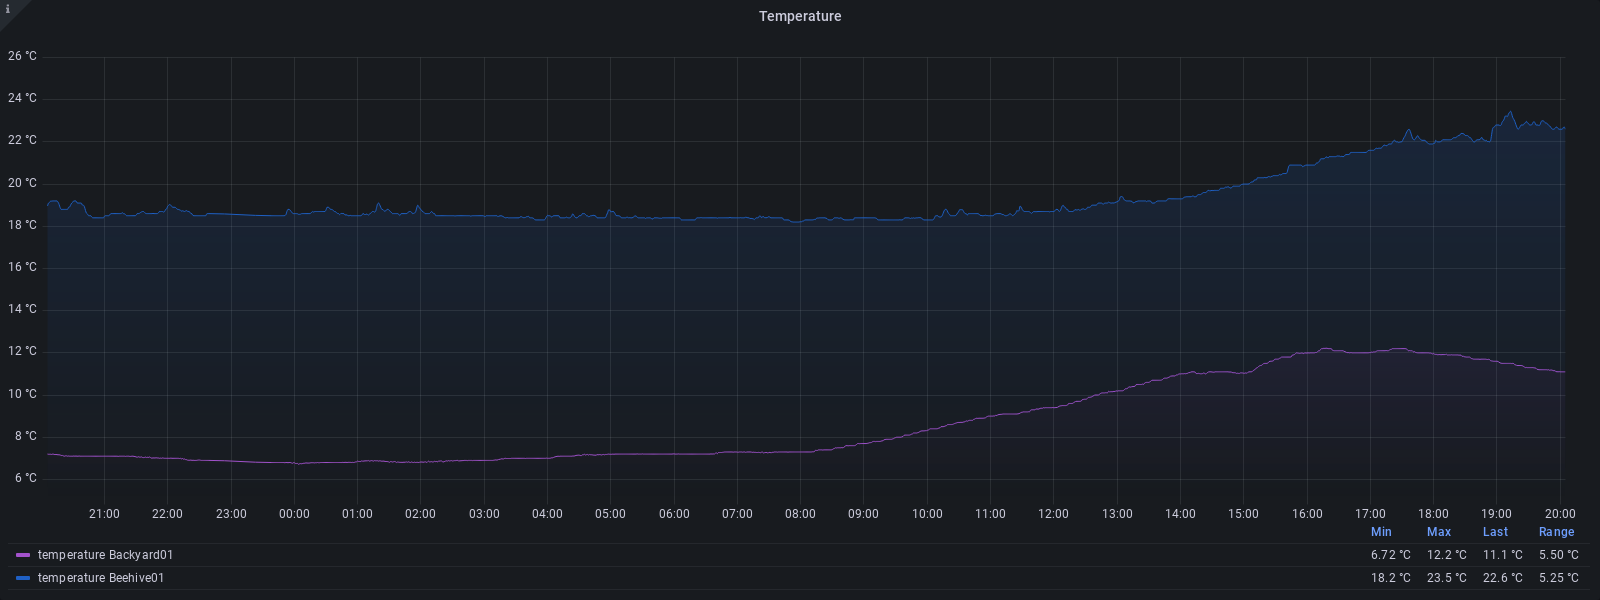 i
Temperature
26 °C
24 °C
22 °C
20 °C
18 °C
16 °C
14 °C
12 °C
10 °C
8 °C
6 °C
21:00 22:00 23:00 00:00 01:00 02:00 03:00 04:00 05:00 06:00 07:00 08:00 09:00 10:00 11:00 12:00 13:00 14:00 15:00 16:00 17:00 18:00 19:00 20:00
Min Max Last Range
temperature Backyard01 6.72 °C 12.2 °C 11.1 °C 5.50 °C
temperature Beehive01 18.2 °C 23.5 °C 22.6 °C 5.25 °C